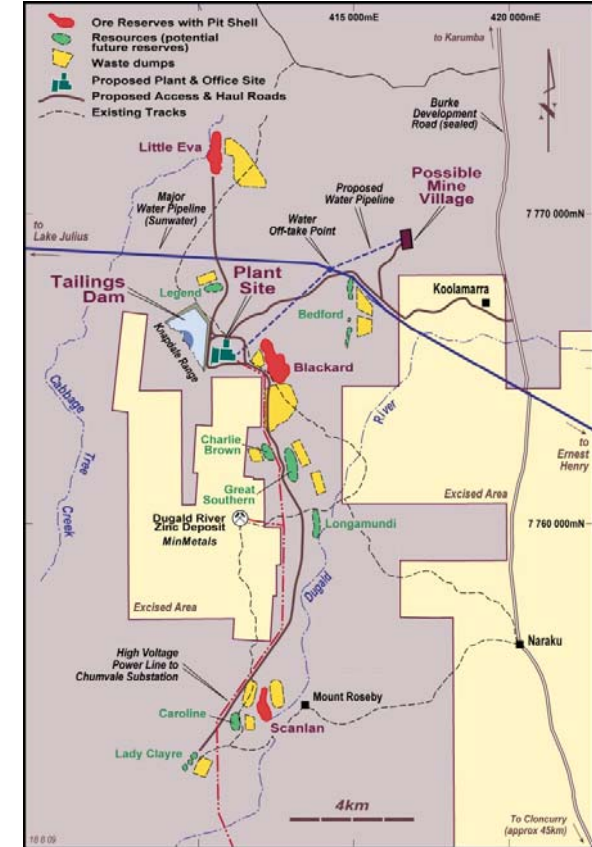 Ore Reserves with Pit Shell
Resources (potential
future reserves)
Waste dumps
Proposed Plant & Office Site
Proposed Access & Haul Roads
Existing Tracks
415 000mE
420 000mE
to Karumba
Burke
Development
Road (sealed)
Little Eva
Possible
Mine
Village
Proposed
Water Pipeline
Major
Water Pipeline
(Sunwater)
Water
Off-take Point
7 770 000mN
to
Lake Julius
Tailings
Dam
Legend
Plant
Site
Koolamarra
Bedford
Knapdale Range
Blackard
River
Cabbage
Tree
Creek
to
Ernest
Henry
Charlie
Brown
Great
Southern
Excised Area
Dugald River
Zinc Deposit
MinMetals
Longamundi
7 760 000mN
Dugald
Excised Area
Naraku
High Voltage
Power Line to
Chumvale Substation
Mount Roseby
Caroline
Scanlan
Lady Clayre
4km
To Cloncurry
(approx 45km)
18 8 09